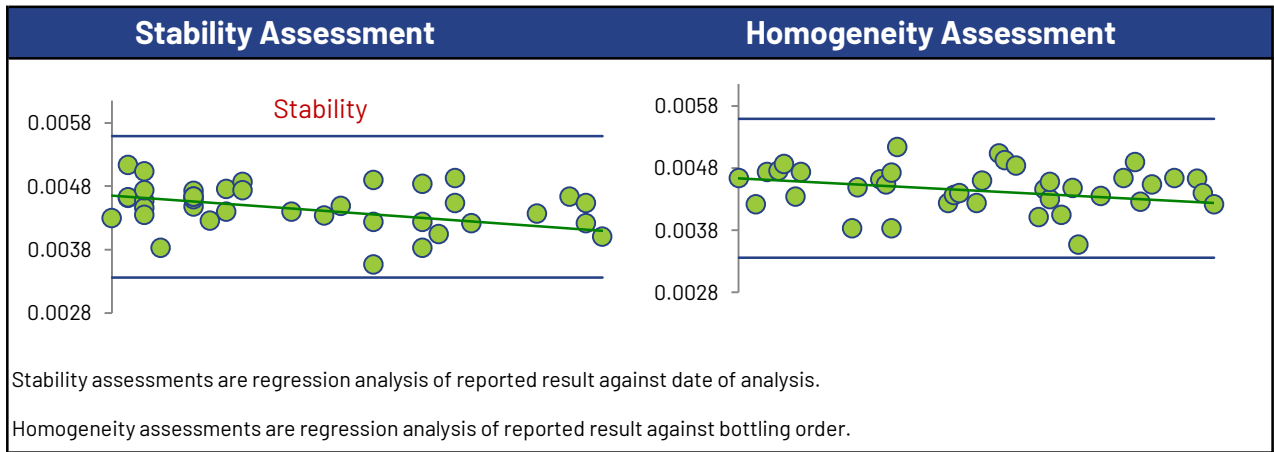 Stability Assessment
Homogeneity Assessment
Stability
0.0058
0.0048
0.0038
0.0028
0.0058
0.0048
0.0038
0.0028
Stability assessments are regression analysis of reported result against date of analysis.
Homogeneity assessments are regression analysis of reported result against bottling order.